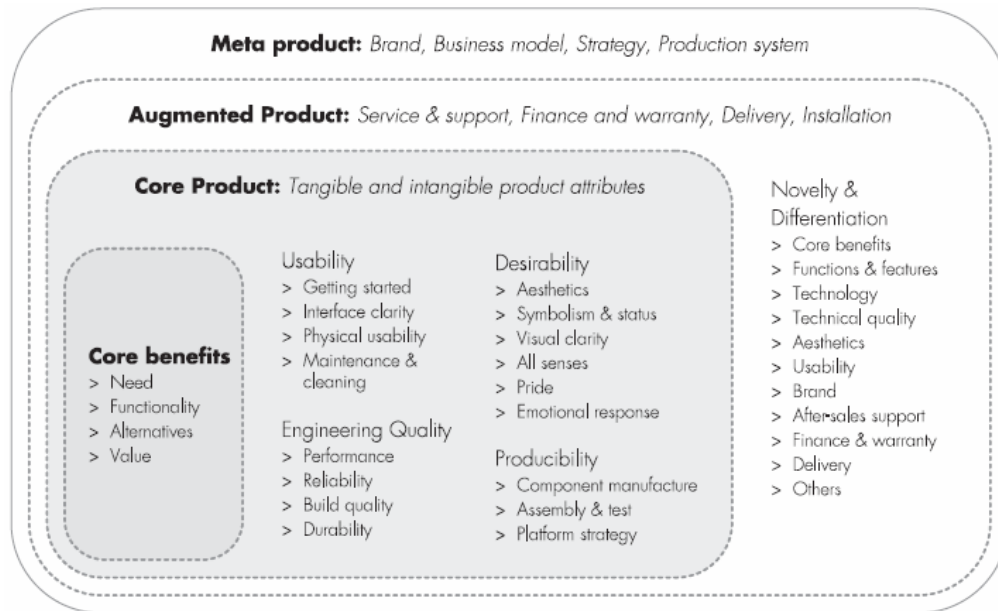 Meta product: Brand, Business model, Strategy, Production system
Augmented Product: Service & support, Finance and warranty, Delivery, Installation
Core Product: Tangible and intangible product attributes
Core benefits
> Need
> Functionality
> Alternatives
> Value
Usability
> Getting started
> Interface clarity
> Physical usability
> Maintenance &
cleaning
Engineering Quality
> Performance
> Reliability
> Build quality
> Durability
Desirability
> Aesthetics
> Symbolism & status
> Visual clarity
> All senses
> Pride
> Emotional response
Producibility
> Component manufacture
> Assembly & test
> Platform strategy
Novelty &
Differentiation
> Core benefits
> Functions & features
> Technology
> Technical quality
> Aesthetics
> Usability
> Brand
> After-sales support
> Finance & warranty
> Delivery
> Others